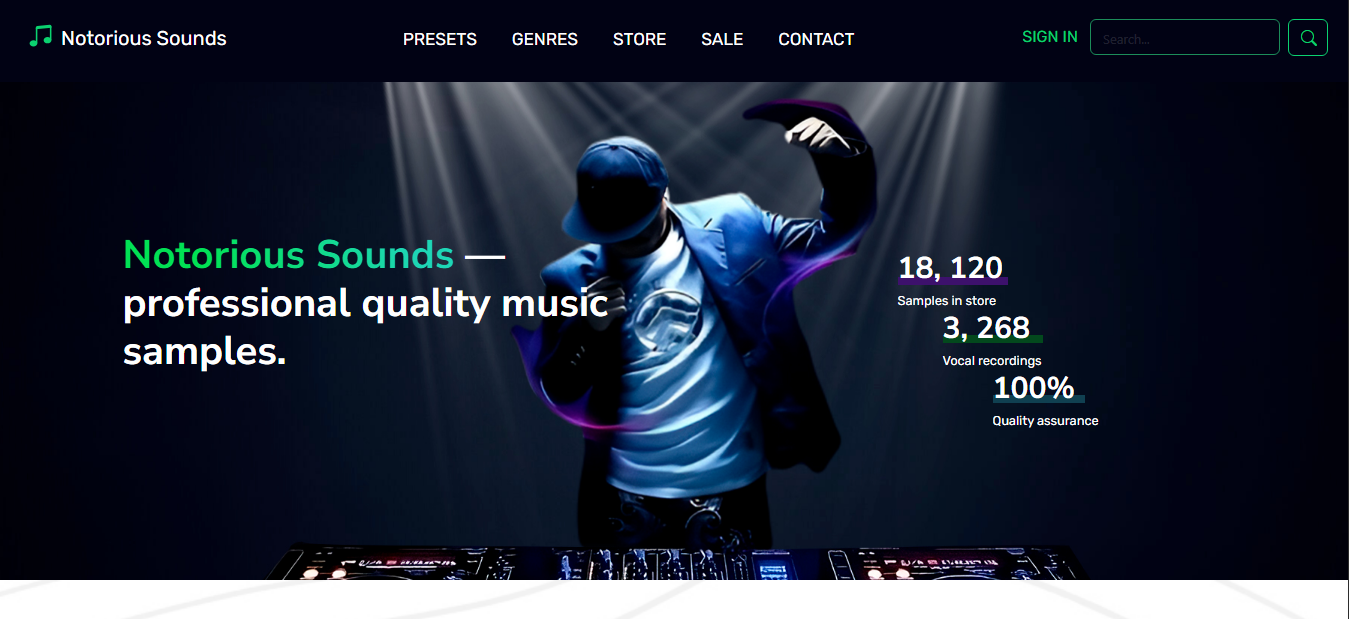 Notorious Sounds
PRESETS GENRES STORE SALE CONTACT
SIGN IN
Search...
Notorious Sounds —
professional quality music
samples.
18, 120
Samples in store
3, 268
Vocal recordings
100%
Quality assurance